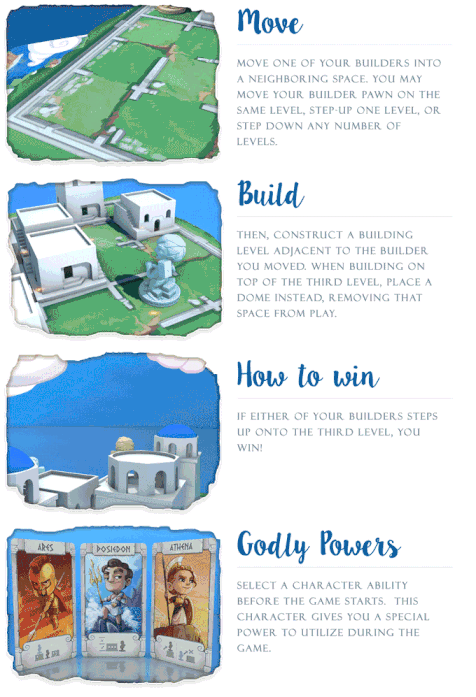 Move
MOVE ONE OF YOUR BUILDERS INTO
A NEIGHBORING SPACE. YOU MAY
MOVE YOUR BUILDER PAWN ON THE
SAME LEVEL, STEP-UP ONE LEVEL, OR
STEP DOWN ANY NUMBER OF
LEVELS.
Build
THEN, CONSTRUCT A BUILDING
LEVEL ADJACENT TO THE BUILDER
YOU MOVED. WHEN BUILDING ON
TOP OF THE THIRD LEVEL, PLACE A
DOME INSTEAD, REMOVING THAT
SPACE FROM PLAY.
How to win
IF EITHER OF YOUR BUILDERS STEPS
UP ONTO THE THIRD LEVEL, YOU
WIN!
ARES
POSIEDON
ATHENA
Godly Powers
SELECT A CHARACTER ABILITY
BEFORE THE GAME STARTS. THIS
CHARACTER GIVES YOU A SPECIAL
POWER TO UTILIZE DURING THE
GAME.